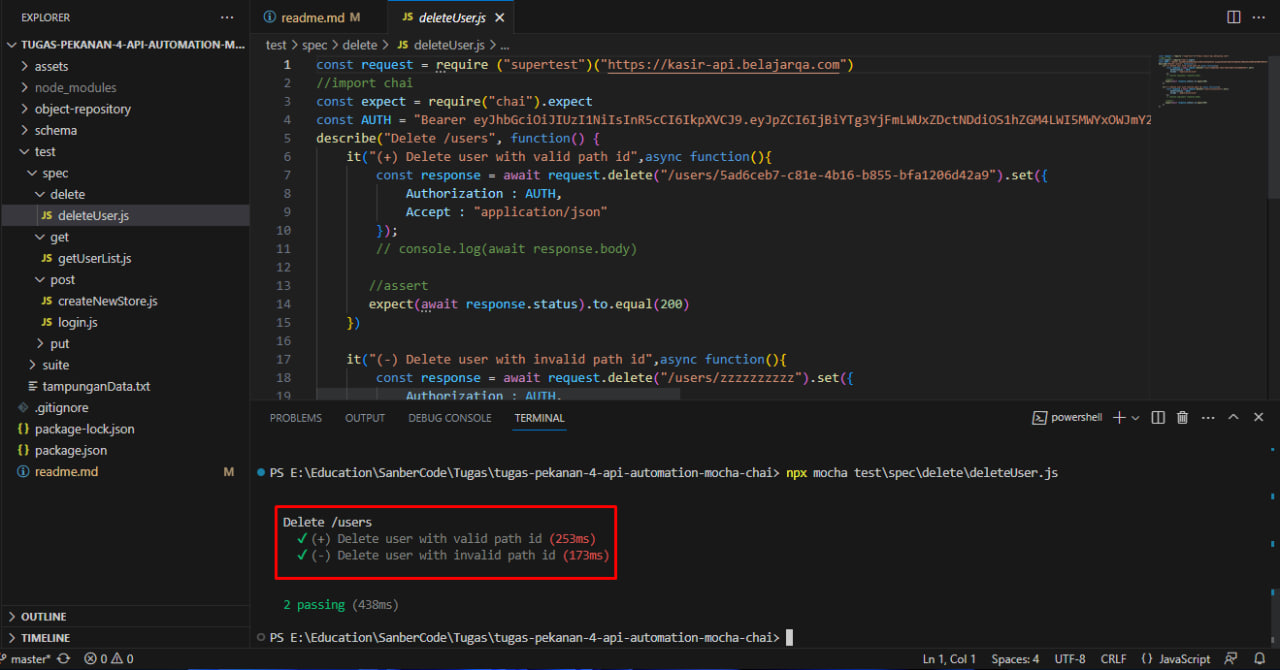 EXPLORER ...
TUGAS-PEKANAN-4-API-AUTOMATION-M...
assets
node_modules
object-repository
schema
test
spec
delete
JS deleteUser.js
get
JS getUserList.js
post
JS createNewStore.js
JS login.js
put
suite
tampunganData.txt
.gitignore
{} package-lock.json
{} package.json
readme.md M
OUTLINE
TIMELINE
readme.md M JS deleteUser.js
test > spec > delete > JS deleteUser.js > ...
1 const request = require ("supertest")("https://kasir-api.belajarqa.com")
2 //import chai
3 const expect = require("chai").expect
4 const AUTH = "Bearer
5 describe("Delete /users", function() {
6 it("(+) Delete user with valid path id",async function(){
7 const response = await request.delete("/users/5ad6ceb7-c81e-4b16-b855-bfa1206d42a9").set({
8 Authorization : AUTH,
9 Accept : "application/json"
10 });
11 // console.log(await response.body)
12
13 //assert
14 expect(await response.status).to.equal(200)
15 })
16
17 it("(-) Delete user with invalid path id",async function(){
18 const response = await request.delete("/users/zzzzzzzzzz").set({
19 Authorization : AUTH,
PROBLEMS OUTPUT DEBUG CONSOLE TERMINAL powershell
PS E:\Education\SanberCode\Tugas\tugas-pekanan-4-api-automation-mocha-chai> npx mocha test\spec\delete\deleteUser.js
Delete /users
✓ (+) Delete user with valid path id (253ms)
✓ (-) Delete user with invalid path id (173ms)
2 passing (438ms)
PS E:\Education\SanberCode\Tugas\tugas-pekanan-4-api-automation-mocha-chai>
master* 0 0 Ln 1, Col 1 Spaces: 4 UTF-8 CRLF {} JavaScript